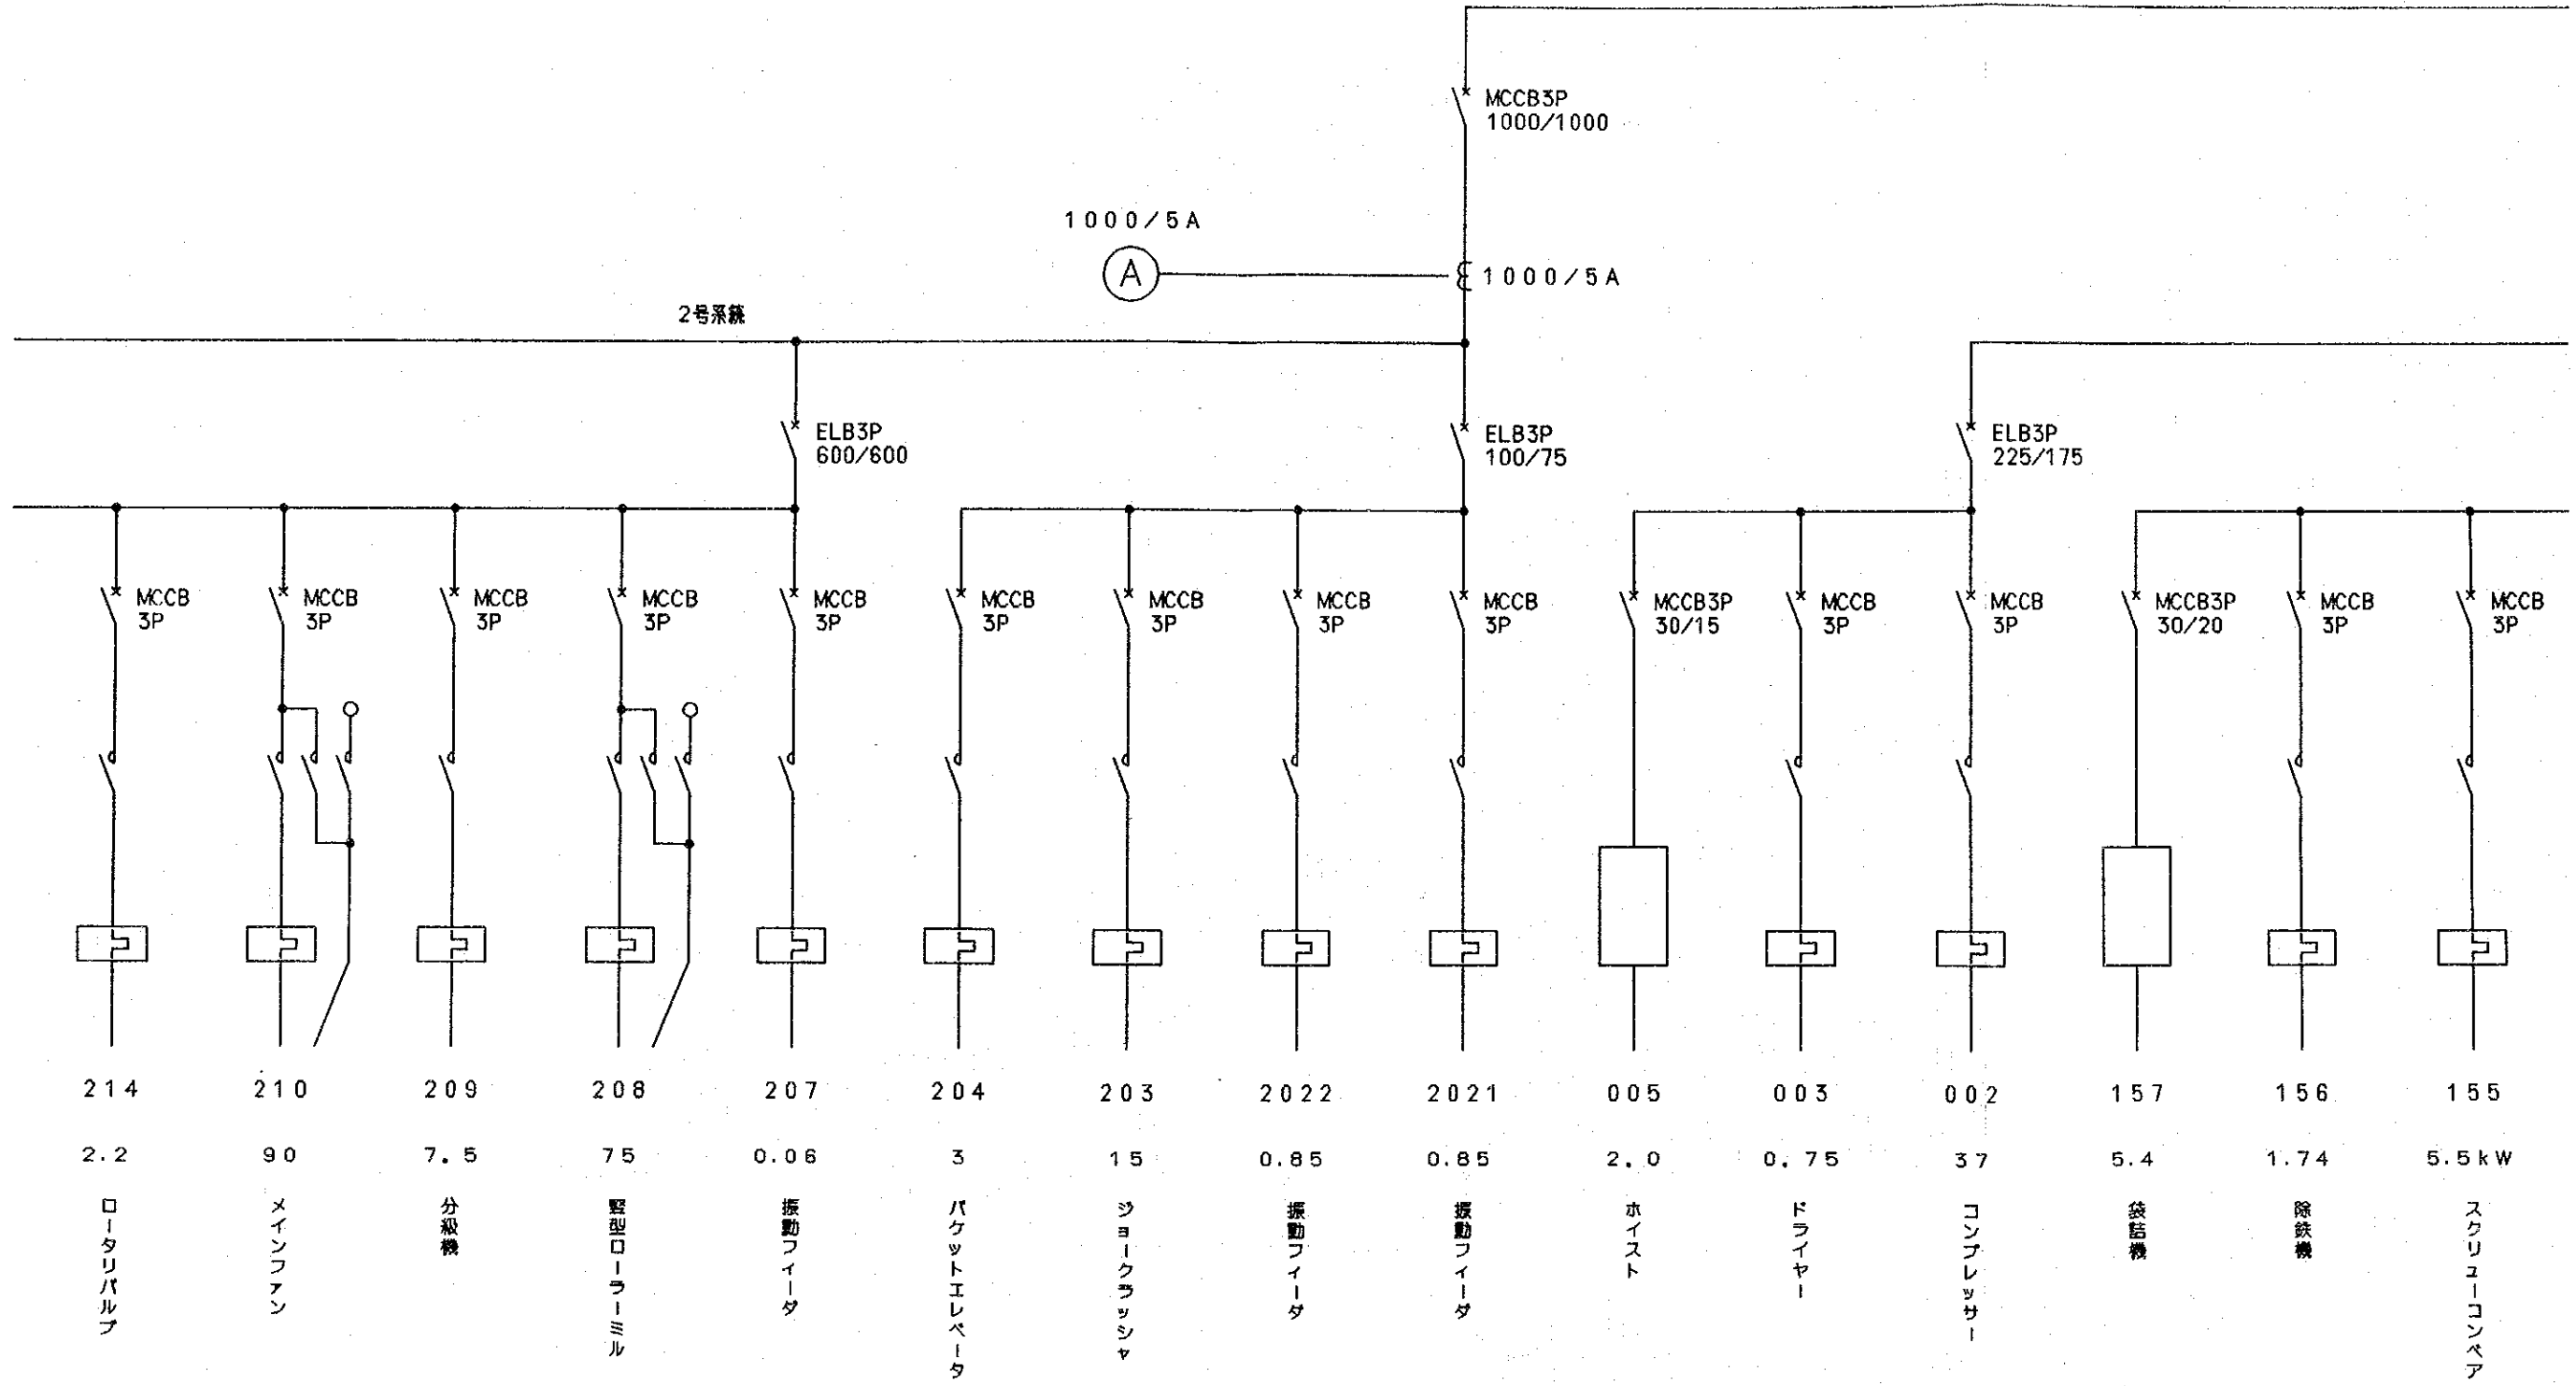 MCCB3P
1000/1000
1000/5A
A
1000/5A
2号系統
ELB3P
600/600
ELB3P
100/75
ELB3P
225/175
MCCB
3P
MCCB
3P
MCCB
3P
MCCB
3P
MCCB
3P
MCCB
3P
MCCB
3P
MCCB
3P
MCCB
3P
MCCB3P
30/15
MCCB
3P
MCCB
3P
MCCB3P
30/20
MCCB
3P
MCCB
3P
214
210
209
208
207
204
203
2022
2021
005
003
002
157
156
155
2.2
90
7.5
75
0.06
3
15
0.85
0.85
2.0
0.75
37
5.4
1.74
5.5kW
ロータリバルブ
メインファン
分級機
竪型ローラーミル
振動フィーダ
バケットエレベータ
ジョークラッシャ
振動フィーダ
振動フィーダ
ホイスト
ドライヤー
コンプレッサー
袋詰機
除鉄機
スクリューコンベア